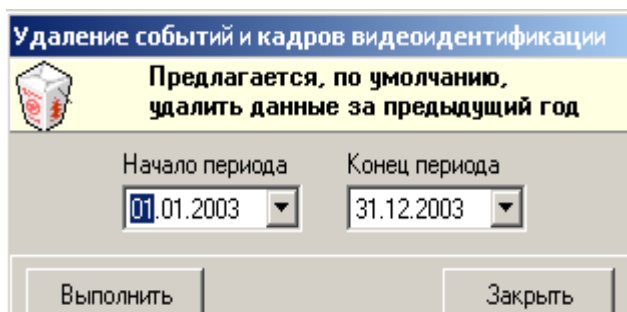 Удаление событий и кадров видеоидентификации
Предлагается, по умолчанию,
удалить данные за предыдущий год
Начало периода Конец периода
01.01.2003 31.12.2003
Выполнить Закрыть